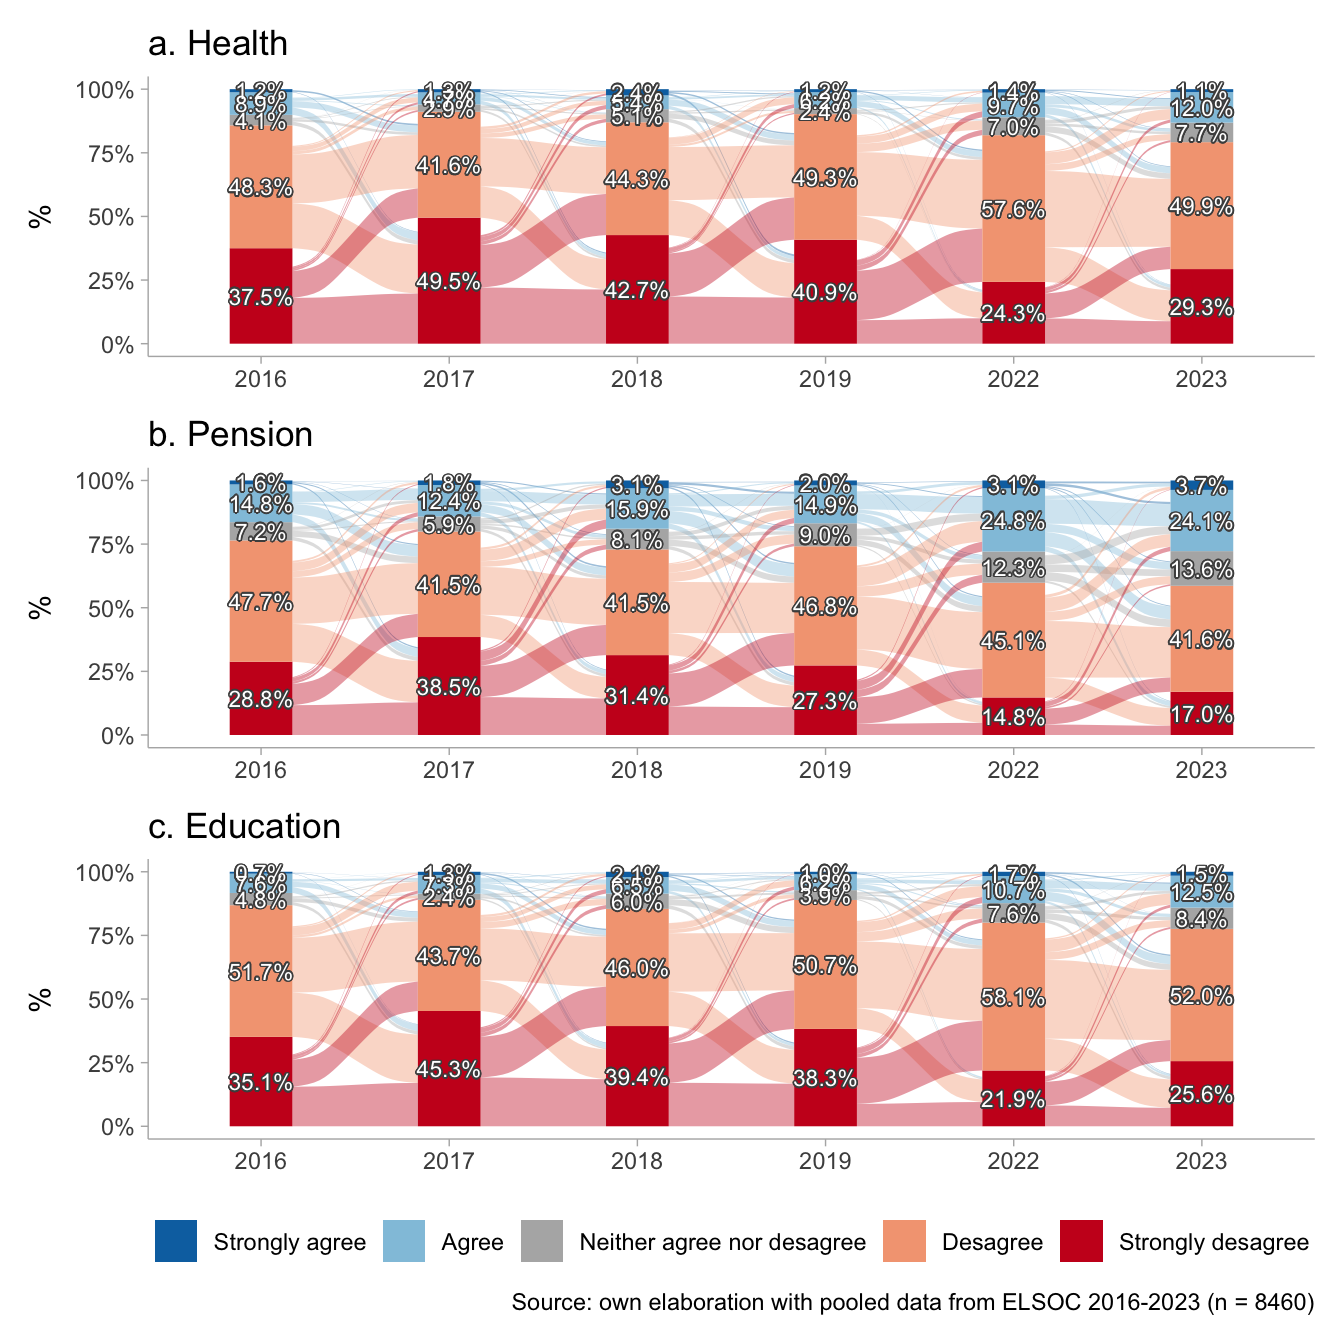 a. Health
%
100%
75%
50%
25%
0%
1.2% 1.3% 2.4% 1.2% 1.4% 1.1%
8.9% 9.7% 12.0%
4.1% 2.9% 5.1% 2.4% 7.0% 7.7%
48.3% 41.6% 44.3% 49.3% 57.6% 49.9%
37.5% 49.5% 42.7% 40.9% 24.3% 29.3%
2016 2017 2018 2019 2022 2023
b. Pension
%
100%
75%
50%
25%
0%
1.6% 1.8% 3.1% 2.0% 3.1% 3.7%
14.8% 12.4% 15.9% 14.9% 24.8% 24.1%
7.2% 5.9% 8.1% 9.0% 12.3% 13.6%
47.7% 41.5% 41.5% 46.8% 45.1% 41.6%
28.8% 38.5% 31.4% 27.3% 14.8% 17.0%
2016 2017 2018 2019 2022 2023
c. Education
%
100%
75%
50%
25%
0%
0.7% 1.3% 2.1% 1.0% 1.7% 1.5%
7.8% 7.3% 6.5% 10.7% 12.5%
4.8% 2.4% 6.0% 3.9% 7.6% 8.4%
51.7% 43.7% 46.0% 50.7% 58.1% 52.0%
35.1% 45.3% 39.4% 38.3% 21.9% 25.6%
2016 2017 2018 2019 2022 2023
Strongly agree Agree Neither agree nor desagree Desagree Strongly desagree
Source: own elaboration with pooled data from ELSOC 2016-2023 (n = 8460)